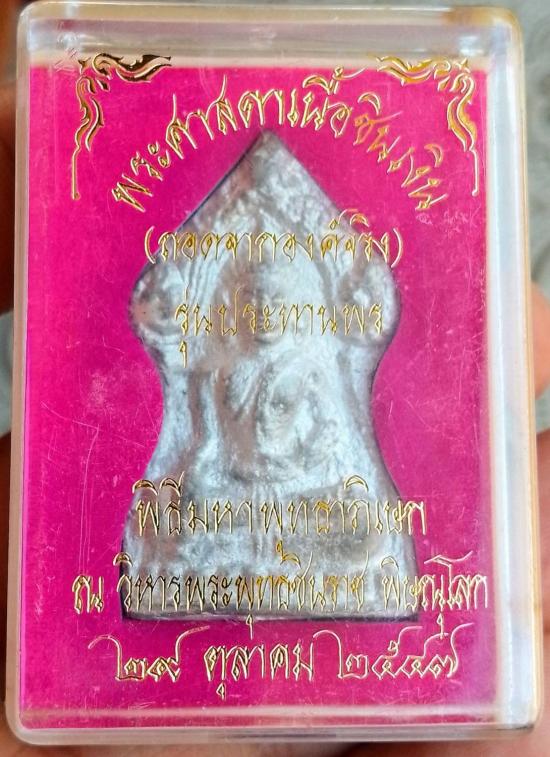 พระศาสดาเนื้อชินเงิน
(ถอดจากองค์จริง)
รุ่นประทานพร
พิธีมหาพุทธาภิเษก
ณ วิหารพระพุทธชินราช พิษณุโลก
๒๙ ตุลาคม ๒๕๔๗